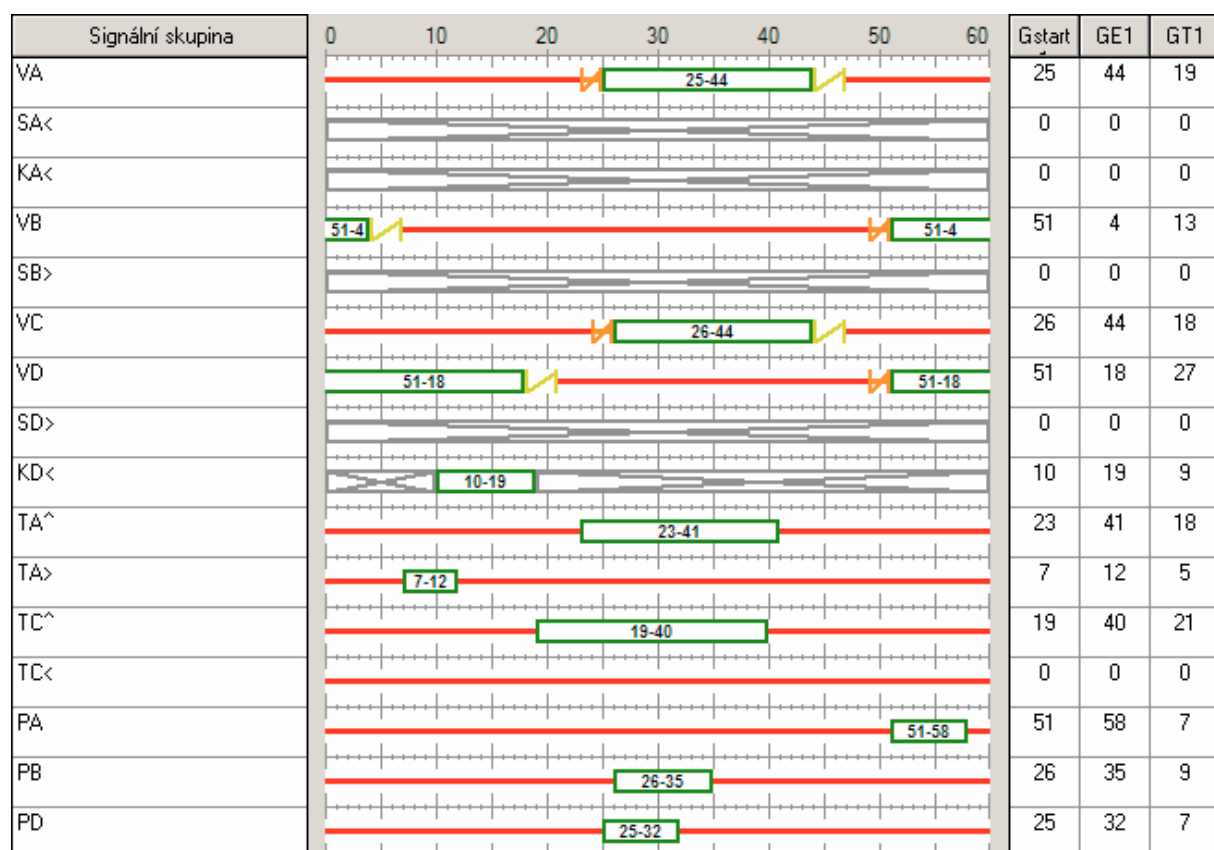 Signální skupina 0 10 20 30 40 50 60 Gstart GE1 GT1
VA 25-44 25 44 19
SA< 0 0 0
KA< 0 0 0
VB 51-4 51-4 51 4 13
SB> 0 0 0
VC 26-44 26 44 18
VD 51-18 51-18 51 18 27
SD> 0 0 0
KD< 10-19 10 19 9
TA^ 23-41 23 41 18
TA> 7-12 7 12 5
TC^ 19-40 19 40 21
TC< 0 0 0
PA 51-58 51 58 7
PB 26-35 26 35 9
PD 25-32 25 32 7